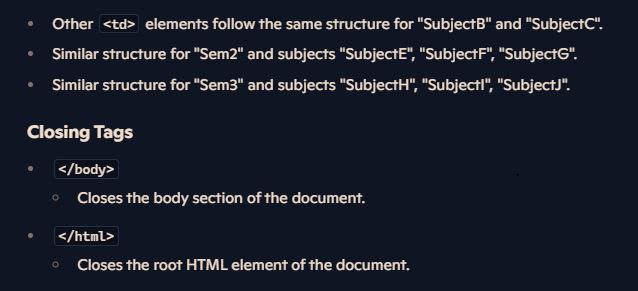 Other <td> elements follow the same structure for "SubjectB" and "SubjectC".
Similar structure for "Sem2" and subjects "SubjectE", "SubjectF", "SubjectG".
Similar structure for "Sem3" and subjects "SubjectH", "SubjectI", "SubjectJ".
Closing Tags
</body>
Closes the body section of the document.
</html>
Closes the root HTML element of the document.